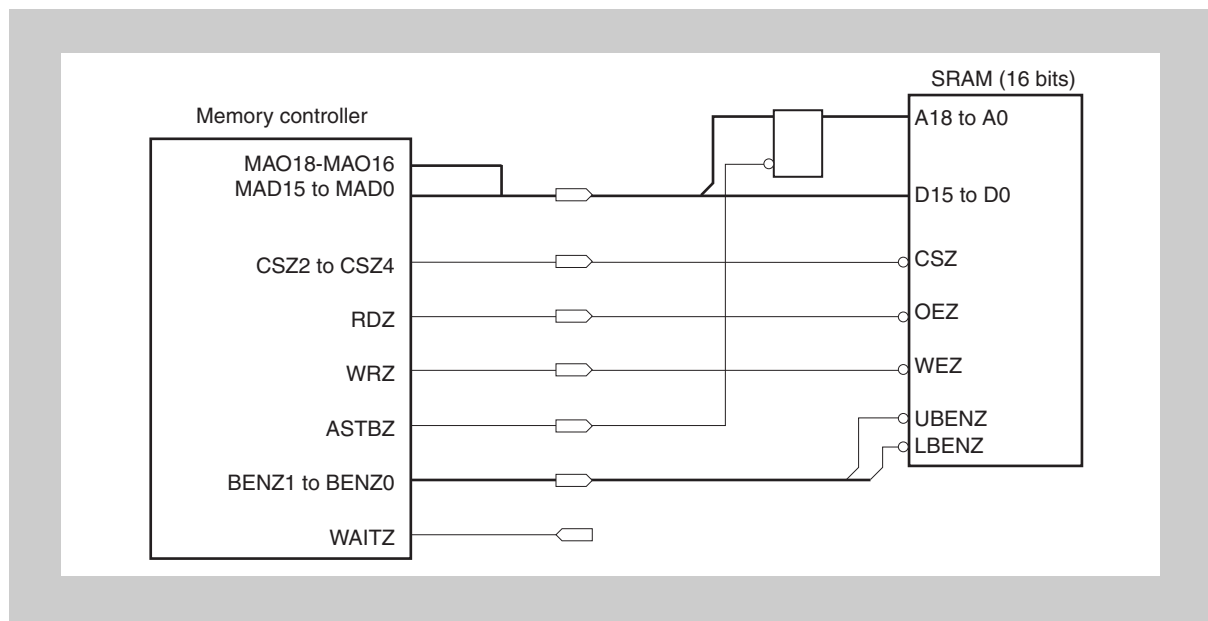 Memory controller
MAO18-MAO16
MAD15 to MAD0
CSZ2 to CSZ4
RDZ
WRZ
ASTBZ
BENZ1 to BENZ0
WAITZ
SRAM (16 bits)
A18 to A0
D15 to D0
CSZ
OEZ
WEZ
UBENZ
LBENZ